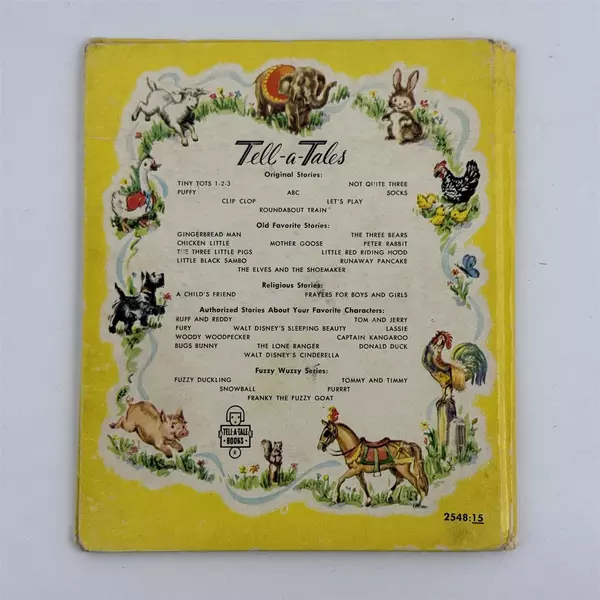 Tell-a-Tales
Original Stories:
TINY TOTS 1-2-3 NOT QUITE THREE
PUFFY ABC SOCKS
CLIP CLOP LET'S PLAY
ROUNDABOUT TRAIN
Old Favorite Stories:
GINGERBREAD MAN THE THREE BEARS
CHICKEN LITTLE MOTHER GOOSE PETER RABBIT
THE THREE LITTLE PIGS LITTLE RED RIDING HOOD
LITTLE BLACK SAMBO RUNAWAY PANCAKE
THE ELVES AND THE SHOEMAKER
Religious Stories:
A CHILD'S FRIEND PRAYERS FOR BOYS AND GIRLS
Authorized Stories About Your Favorite Characters:
RUFF AND REDDY TOM AND JERRY
FURY WALT DISNEY'S SLEEPING BEAUTY LASSIE
WOODY WOODPECKER CAPTAIN KANGAROO
BUGS BUNNY THE LONE RANGER DONALD DUCK
WALT DISNEY'S CINDERELLA
Fuzzy Wuzzy Series:
FUZZY DUCKLING TOMMY AND TIMMY
SNOWBALL PURRRT
FRANKY THE FUZZY GOAT
TELL-A-TALE
BOOKS
®
2548:15